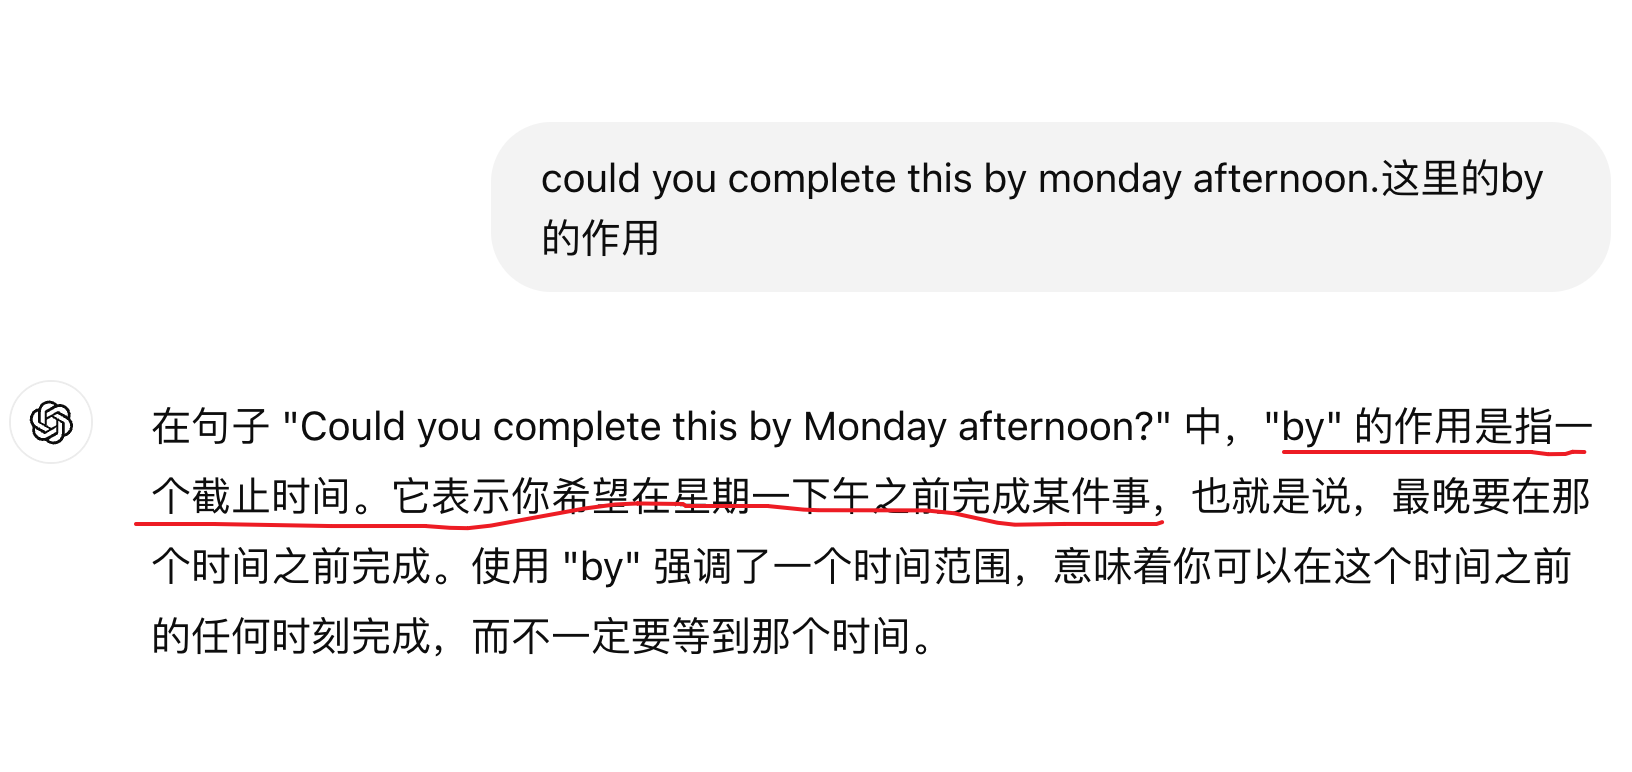 could you complete this by monday afternoon.这里的by
的作用
在句子 "Could you complete this by Monday afternoon?" 中，"by" 的作用是指一
个截止时间。它表示你希望在星期一下午之前完成某件事，也就是说，最晚要在那
个时间之前完成。使用 "by" 强调了一个时间范围，意味着你可以在这个时间之前
的任何时刻完成，而不一定要等到那个时间。